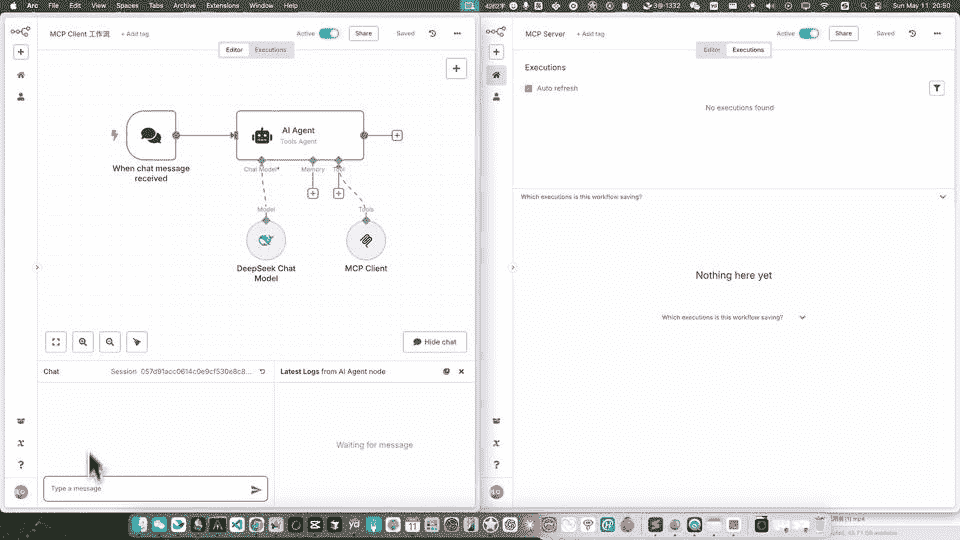 Arc File Edit View Spaces Tabs Archive Extensions Window Help
Sun May 11 20:50
MCP Client 工作流 + Add tag
Active
Share
Saved
Editor
Executions
When chat message
received
AI Agent
Tools Agent
Chat Model*
Memory
Tool
Model
Tools
DeepSeek Chat
Model
MCP Client
Hide chat
Chat
Session
Latest Logs from AI Agent node
Waiting for message
Type a message
MCP Server + Add tag
Active
Share
Saved
Editor
Executions
Executions
Auto refresh
No executions found
Which executions is this workflow saving?
Nothing here yet
Which executions is this workflow saving?